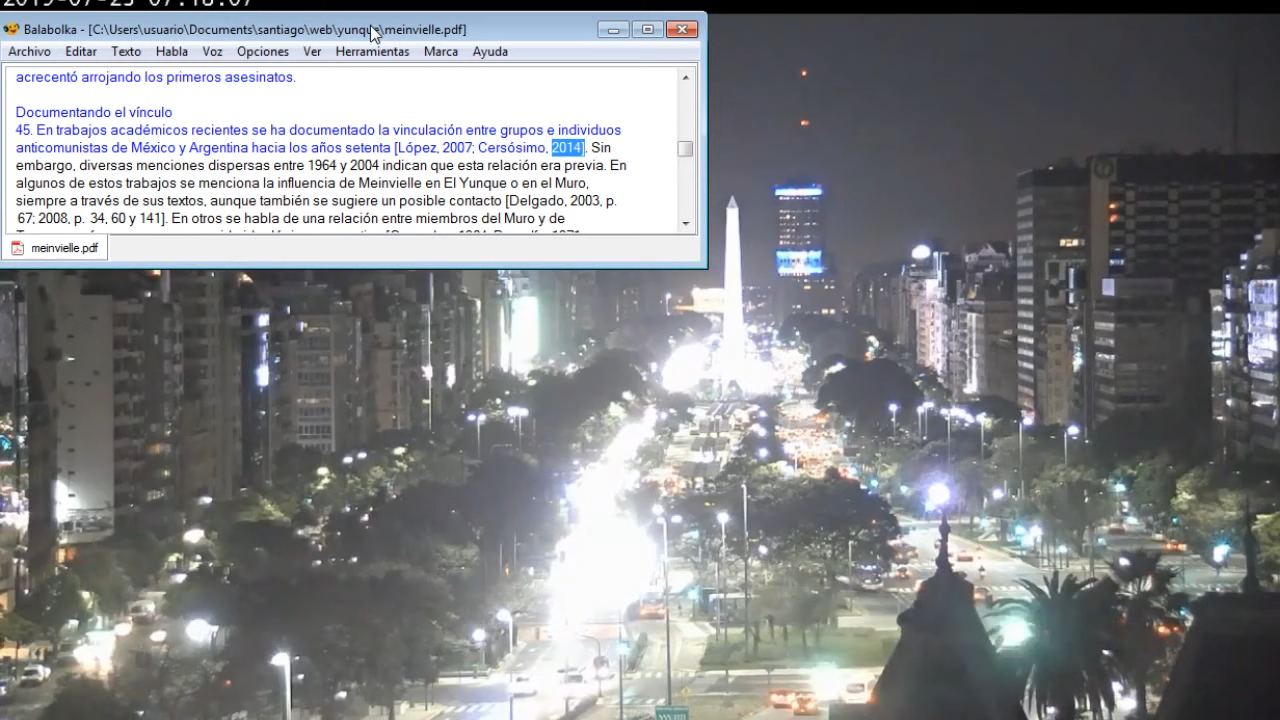 Balabolka - [C:\Users\usuario\Documents\santiago\web\yunque\meinvielle.pdf]
Archivo Editar Texto Habla Voz Opciones Ver Herramientas Marca Ayuda
acrecentó arrojando los primeros asesinatos.
Documentando el vínculo
45. En trabajos académicos recientes se ha documentado la vinculación entre grupos e individuos
anticomunistas de México y Argentina hacia los años setenta [López, 2007; Cersósimo, 2014]. Sin
embargo, diversas menciones dispersas entre 1964 y 2004 indican que esta relación era previa. En
algunos de estos trabajos se menciona la influencia de Meinvielle en El Yunque o en el Muro,
siempre a través de sus textos, aunque también se sugiere un posible contacto [Delgado, 2003, p.
67; 2008, p. 34, 60 y 141]. En otros se habla de una relación entre miembros del Muro y de
meinvielle.pdf